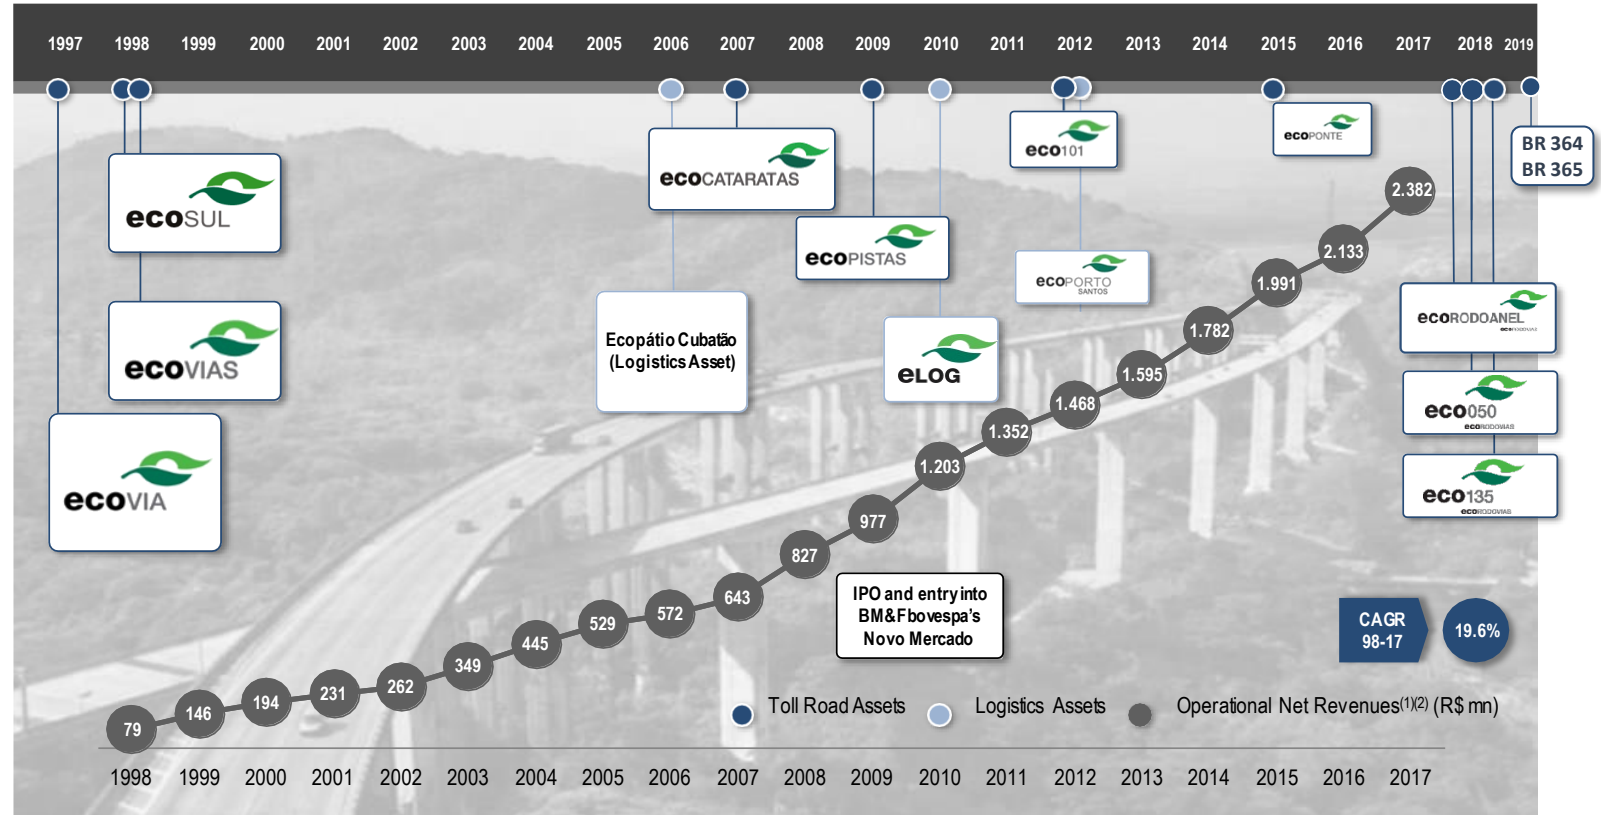 1997 1998 1999 2000 2001 2002 2003 2004 2005 2006 2007 2008 2009 2010 2011 2012 2013 2014 2015 2016 2017 2018 2019
ecoSUL
ecoVIAS
ecoVIA
Ecopátio Cubatão
(Logistics Asset)
ecoCATARATAS
ecoPISTAS
eLOG
eco101
ecoPORTO
SANTOS
ecoPONTE
BR 364
BR 365
ecoRODOANEL
ecoRODOVIAS
eco050
ecoRODOVIAS
eco135
ecoRODOVIAS
79 146 194 231 262 349 445 529 572 643 827 977 1.203 1.352 1.468 1.595 1.782 1.991 2.133 2.382
IPO and entry into
BM&Fbovespa's
Novo Mercado
CAGR
98-17
19.6%
Toll Road Assets Logistics Assets Operational Net Revenues(1)(2) (R$ mn)
1998 1999 2000 2001 2002 2003 2004 2005 2006 2007 2008 2009 2010 2011 2012 2013 2014 2015 2016 2017